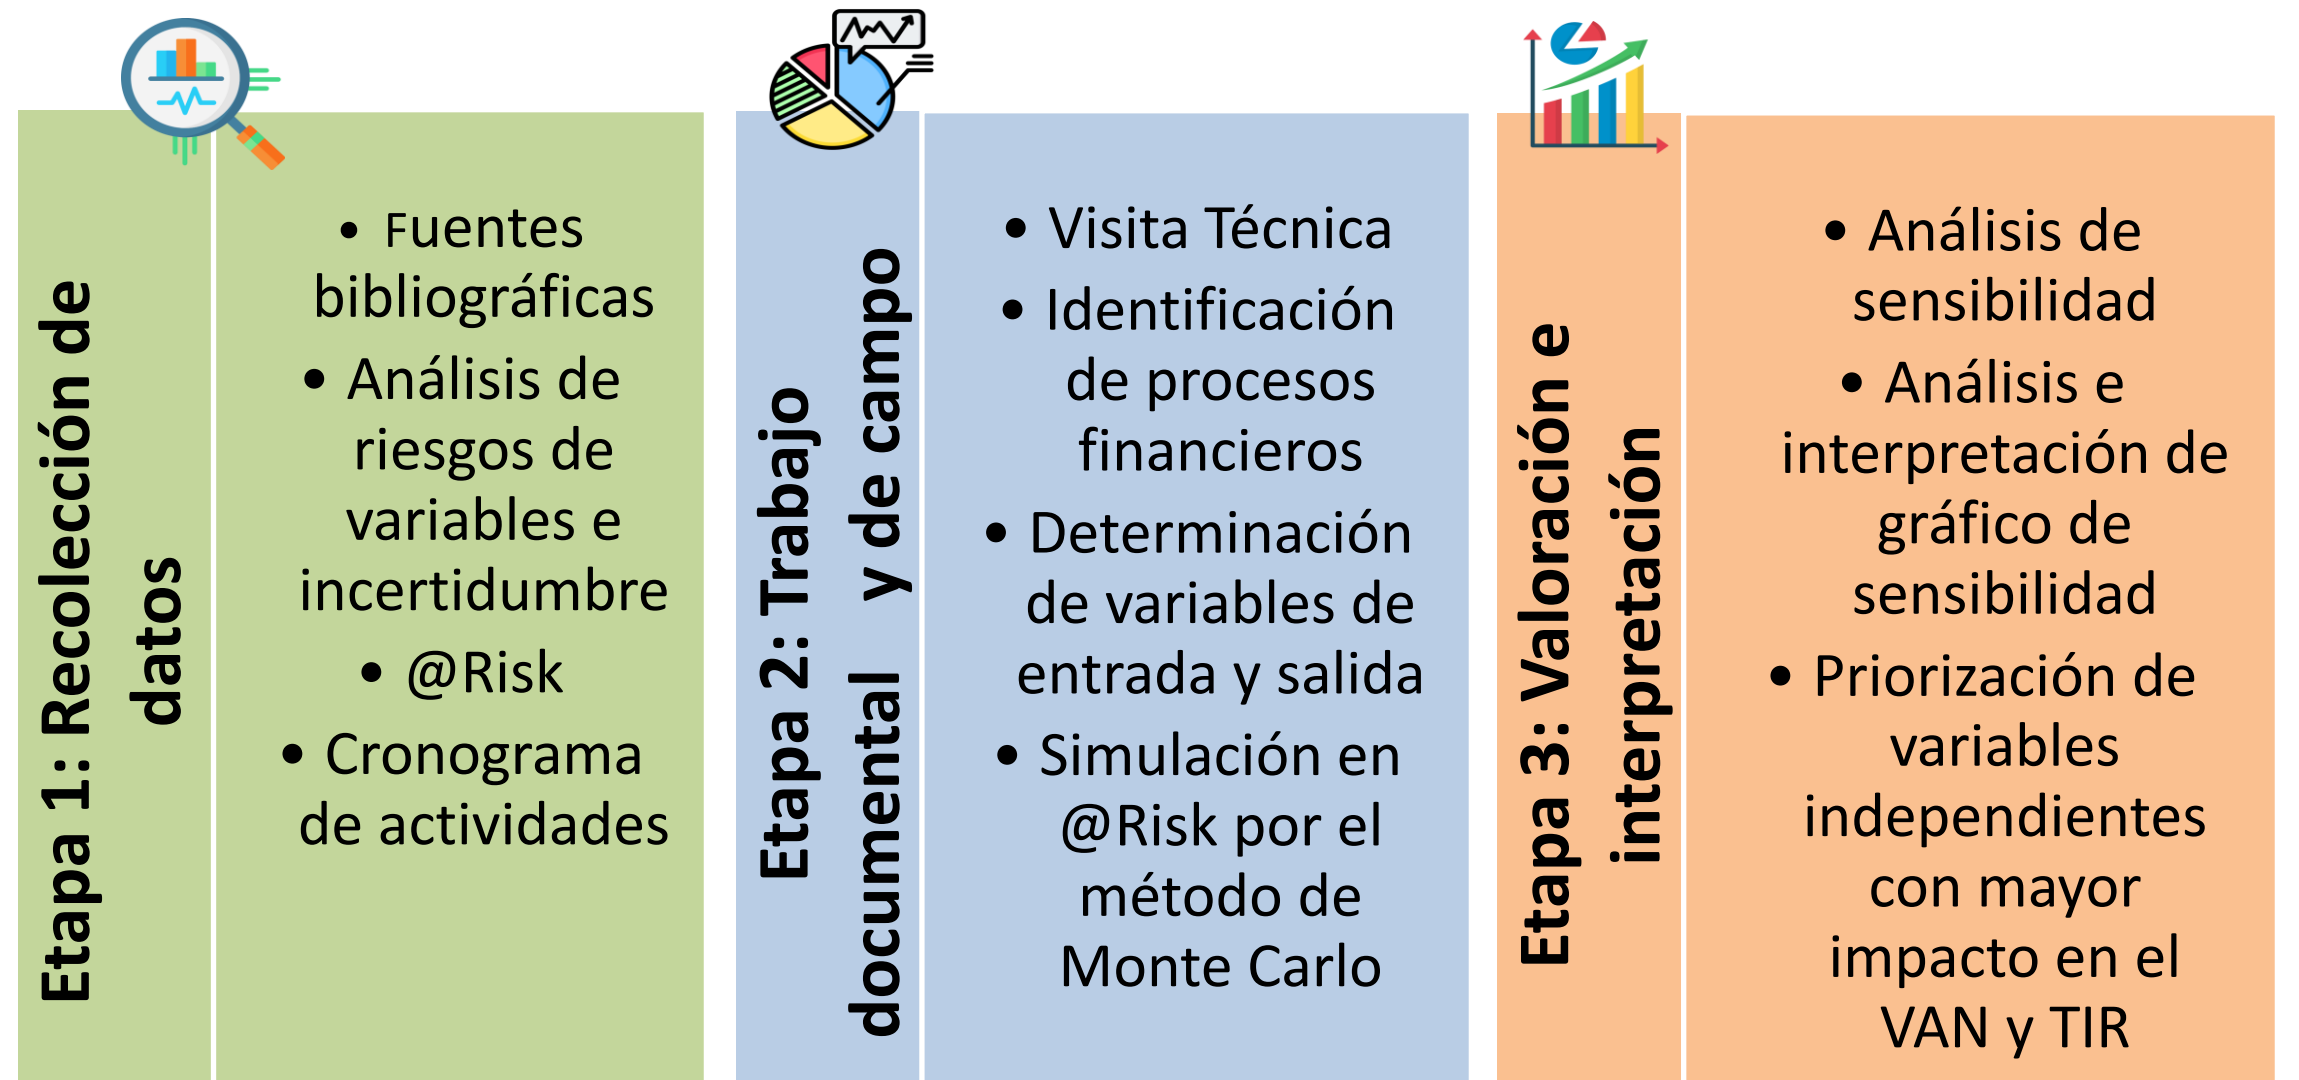 Etapa 1: Recolección de
datos
• Fuentes
bibliográficas
• Análisis de
riesgos de
variables e
incertidumbre
• @Risk
• Cronograma
de actividades
Etapa 2: Trabajo
documental y de campo
• Visita Técnica
• Identificación
de procesos
financieros
• Determinación
de variables de
entrada y salida
• Simulación en
@Risk por el
método de
Monte Carlo
Etapa 3: Valoración e
interpretación
• Análisis de
sensibilidad
• Análisis e
interpretación de
gráfico de
sensibilidad
• Priorización de
variables
independientes
con mayor
impacto en el
VAN y TIR